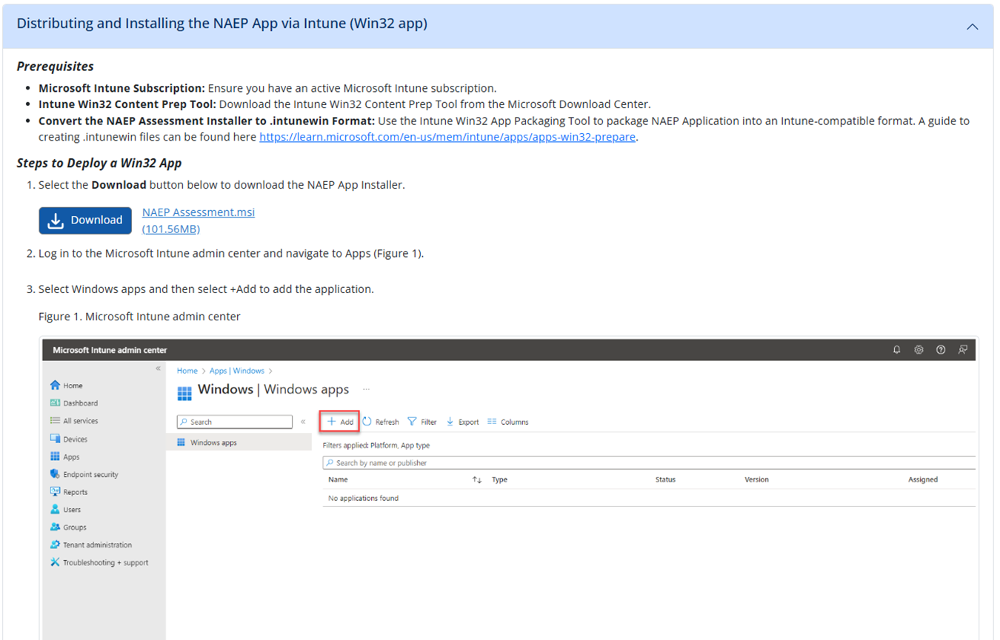 Distributing and Installing the NAEP App via Intune (Win32 app)
Prerequisites
Microsoft Intune Subscription: Ensure you have an active Microsoft Intune subscription.
Intune Win32 Content Prep Tool: Download the Intune Win32 Content Prep Tool from the Microsoft Download Center.
Convert the NAEP Assessment Installer to .intunewin Format: Use the Intune Win32 App Packaging Tool to package NAEP Application into an Intune-compatible format. A guide to
creating .intunewin files can be found here https://learn.microsoft.com/en-us/mem/intune/apps/apps-win32-prepare.
Steps to Deploy a Win32 App
1. Select the Download button below to download the NAEP App Installer.
Download
NAEP Assessment.msi
(101.56MB)
2. Log in to the Microsoft Intune admin center and navigate to Apps (Figure 1).
3. Select Windows apps and then select +Add to add the application.
Figure 1. Microsoft Intune admin center
Microsoft Intune admin center
Home
Dashboard
All services
Devices
Apps
Endpoint security
Reports
Users
Groups
Tenant administration
Troubleshooting + support
Home > Apps | Windows >
Windows | Windows apps ...
Search
Windows apps
+ Add Refresh Filter Export Columns
Filters applied: Platform, App type
Search by name or publisher
Name Type Status Version Assigned
No applications found